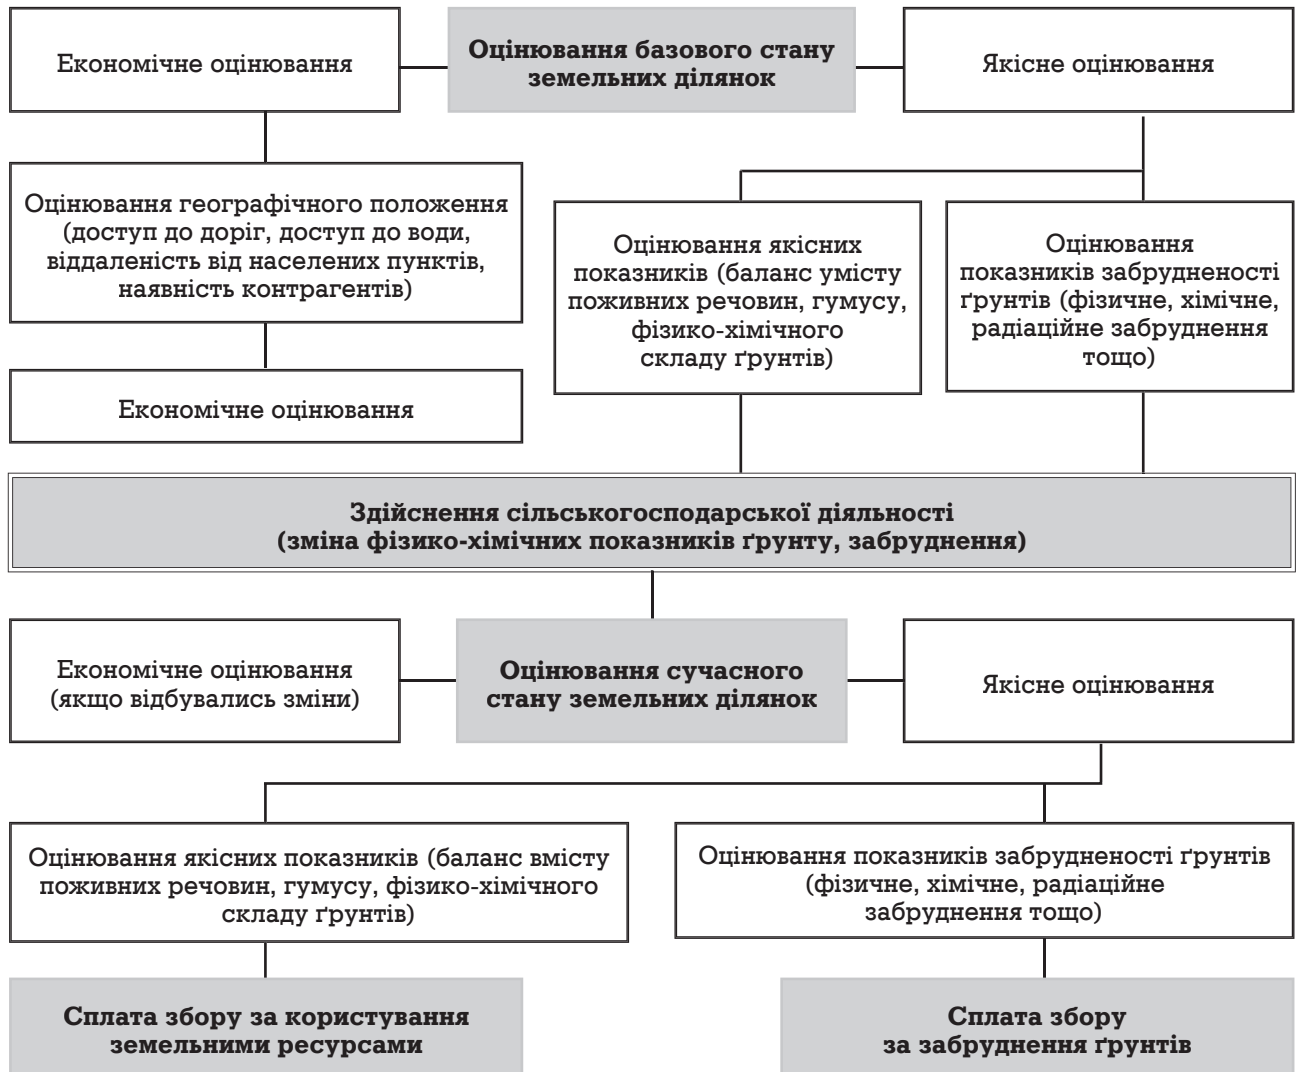 Економічне оцінювання
Оцінювання базового стану
земельних ділянок
Якісне оцінювання
Оцінювання географічного положення
(доступ до доріг, доступ до води,
віддаленість від населених пунктів,
наявність контрагентів)
Оцінювання якісних
показників (баланс умісту
поживних речовин, гумусу,
фізико-хімічного
складу ґрунтів)
Оцінювання
показників забрудненості
ґрунтів (фізичне, хімічне,
радіаційне забруднення
тощо)
Економічне оцінювання
Здійснення сільськогосподарської діяльності
(зміна фізико-хімічних показників ґрунту, забруднення)
Економічне оцінювання
(якщо відбувались зміни)
Оцінювання сучасного
стану земельних ділянок
Якісне оцінювання
Оцінювання якісних показників (баланс вмісту
поживних речовин, гумусу, фізико-хімічного
складу ґрунтів)
Оцінювання показників забрудненості ґрунтів
(фізичне, хімічне, радіаційне
забруднення тощо)
Сплата збору за користування
земельними ресурсами
Сплата збору
за забруднення ґрунтів